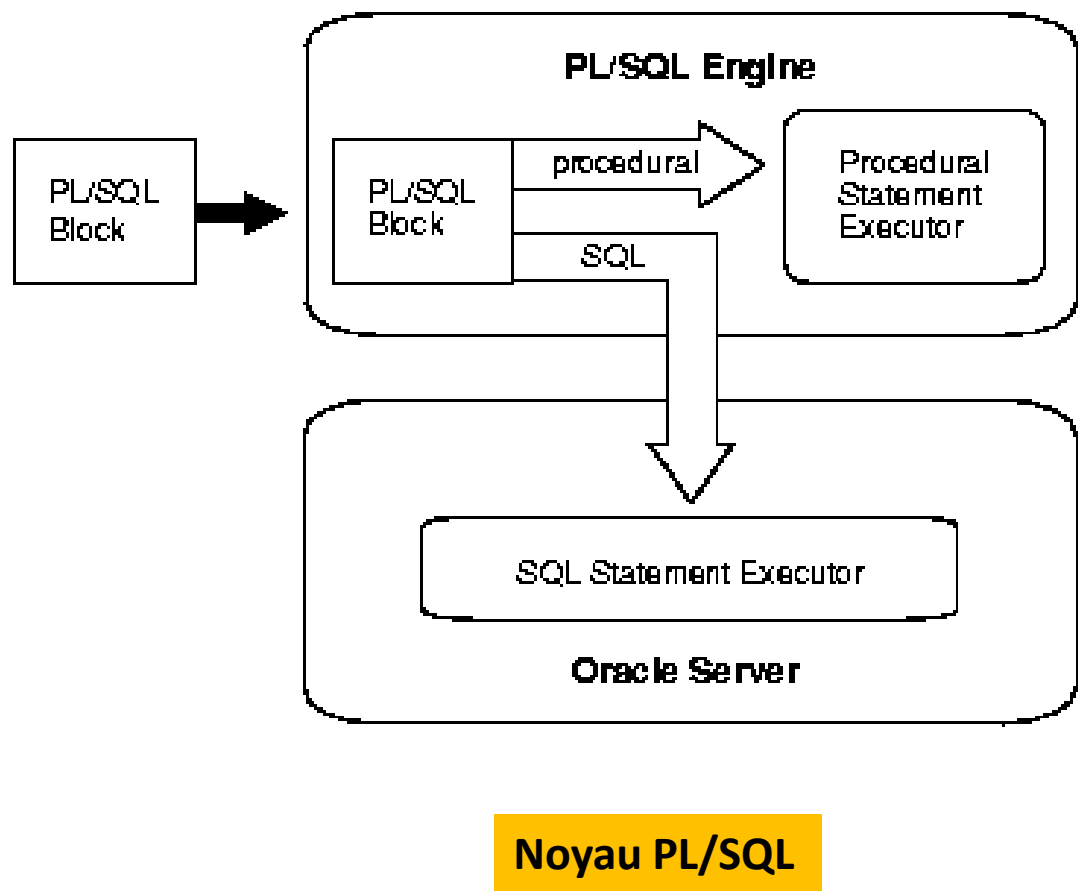 PL/SQL Engine
PL/SQL
Block
PL/SQL
Block
procedural
SQL
Procedural
Statement
Executor
SQL Statement Executor
Oracle Server
Noyau PL/SQL